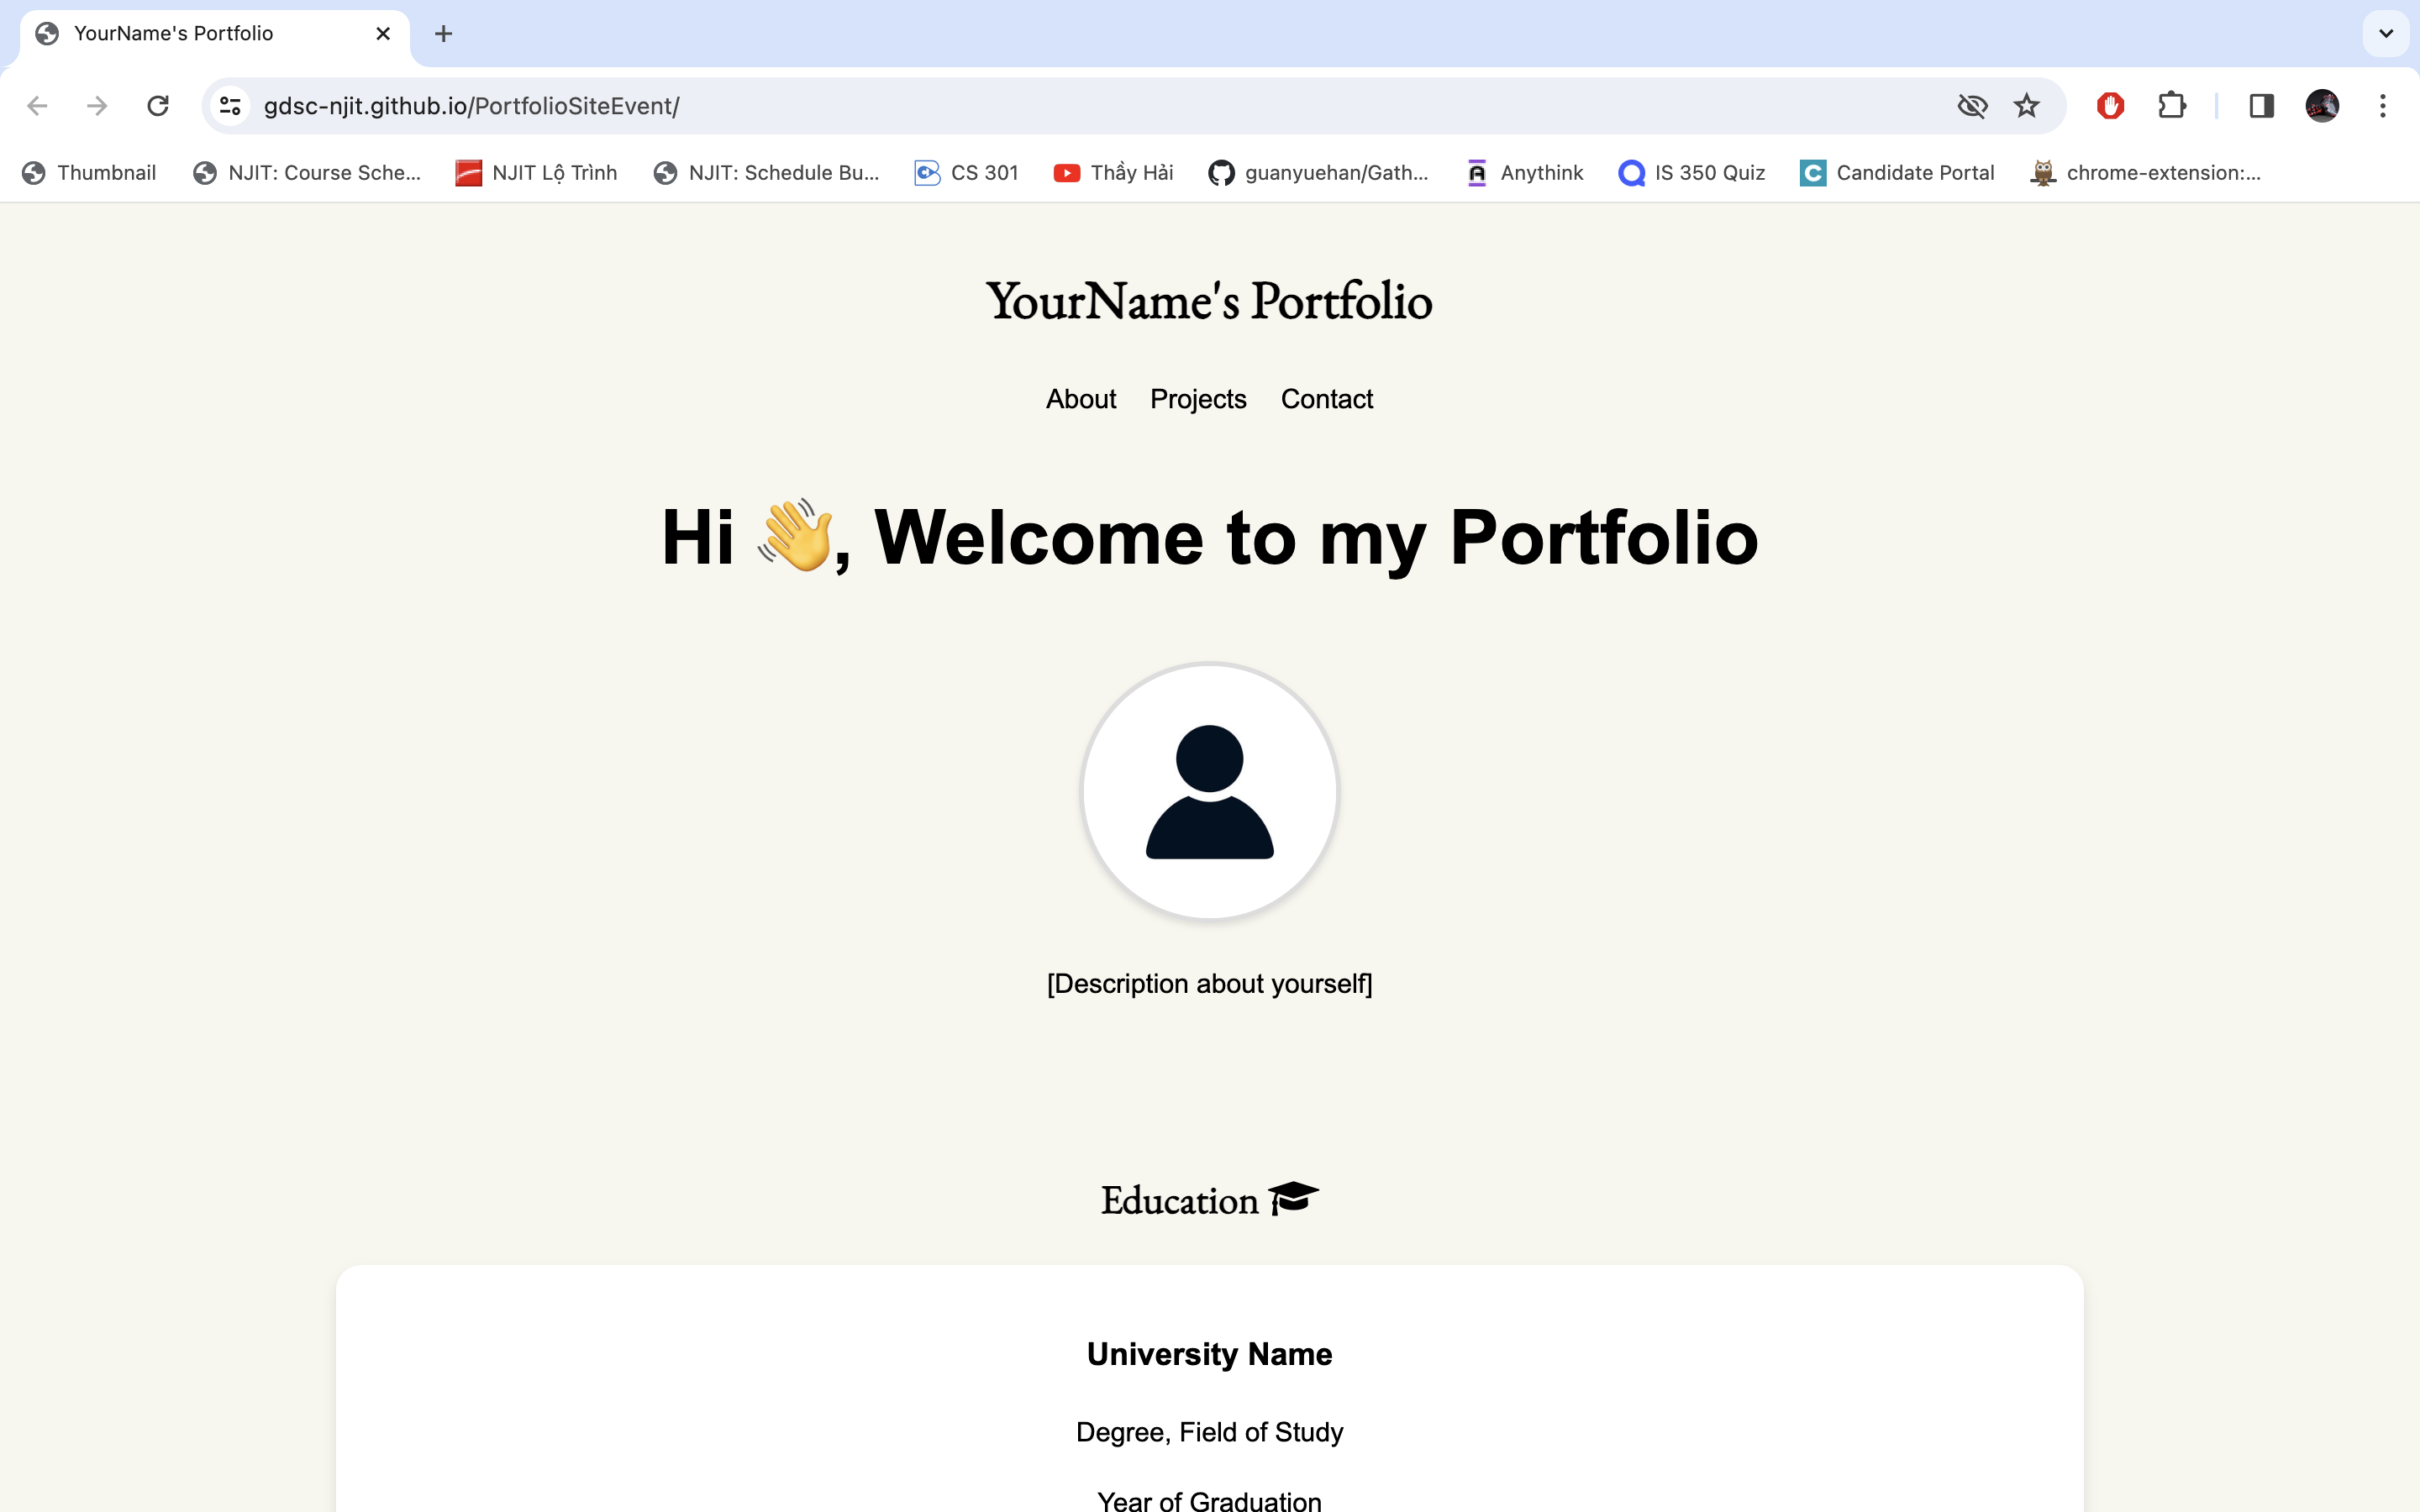 YourName's Portfolio
gdsc-njit.github.io/PortfolioSiteEvent/
Thumbnail NJIT: Course Sche... NJIT Lộ Trình NJIT: Schedule Bu... CS 301 Thầy Hải guanyuehan/Gath... Anythink IS 350 Quiz Candidate Portal chrome-extension:...
YourName's Portfolio
About Projects Contact
Hi 👋, Welcome to my Portfolio
[Description about yourself]
Education
University Name
Degree, Field of Study
Year of Graduation